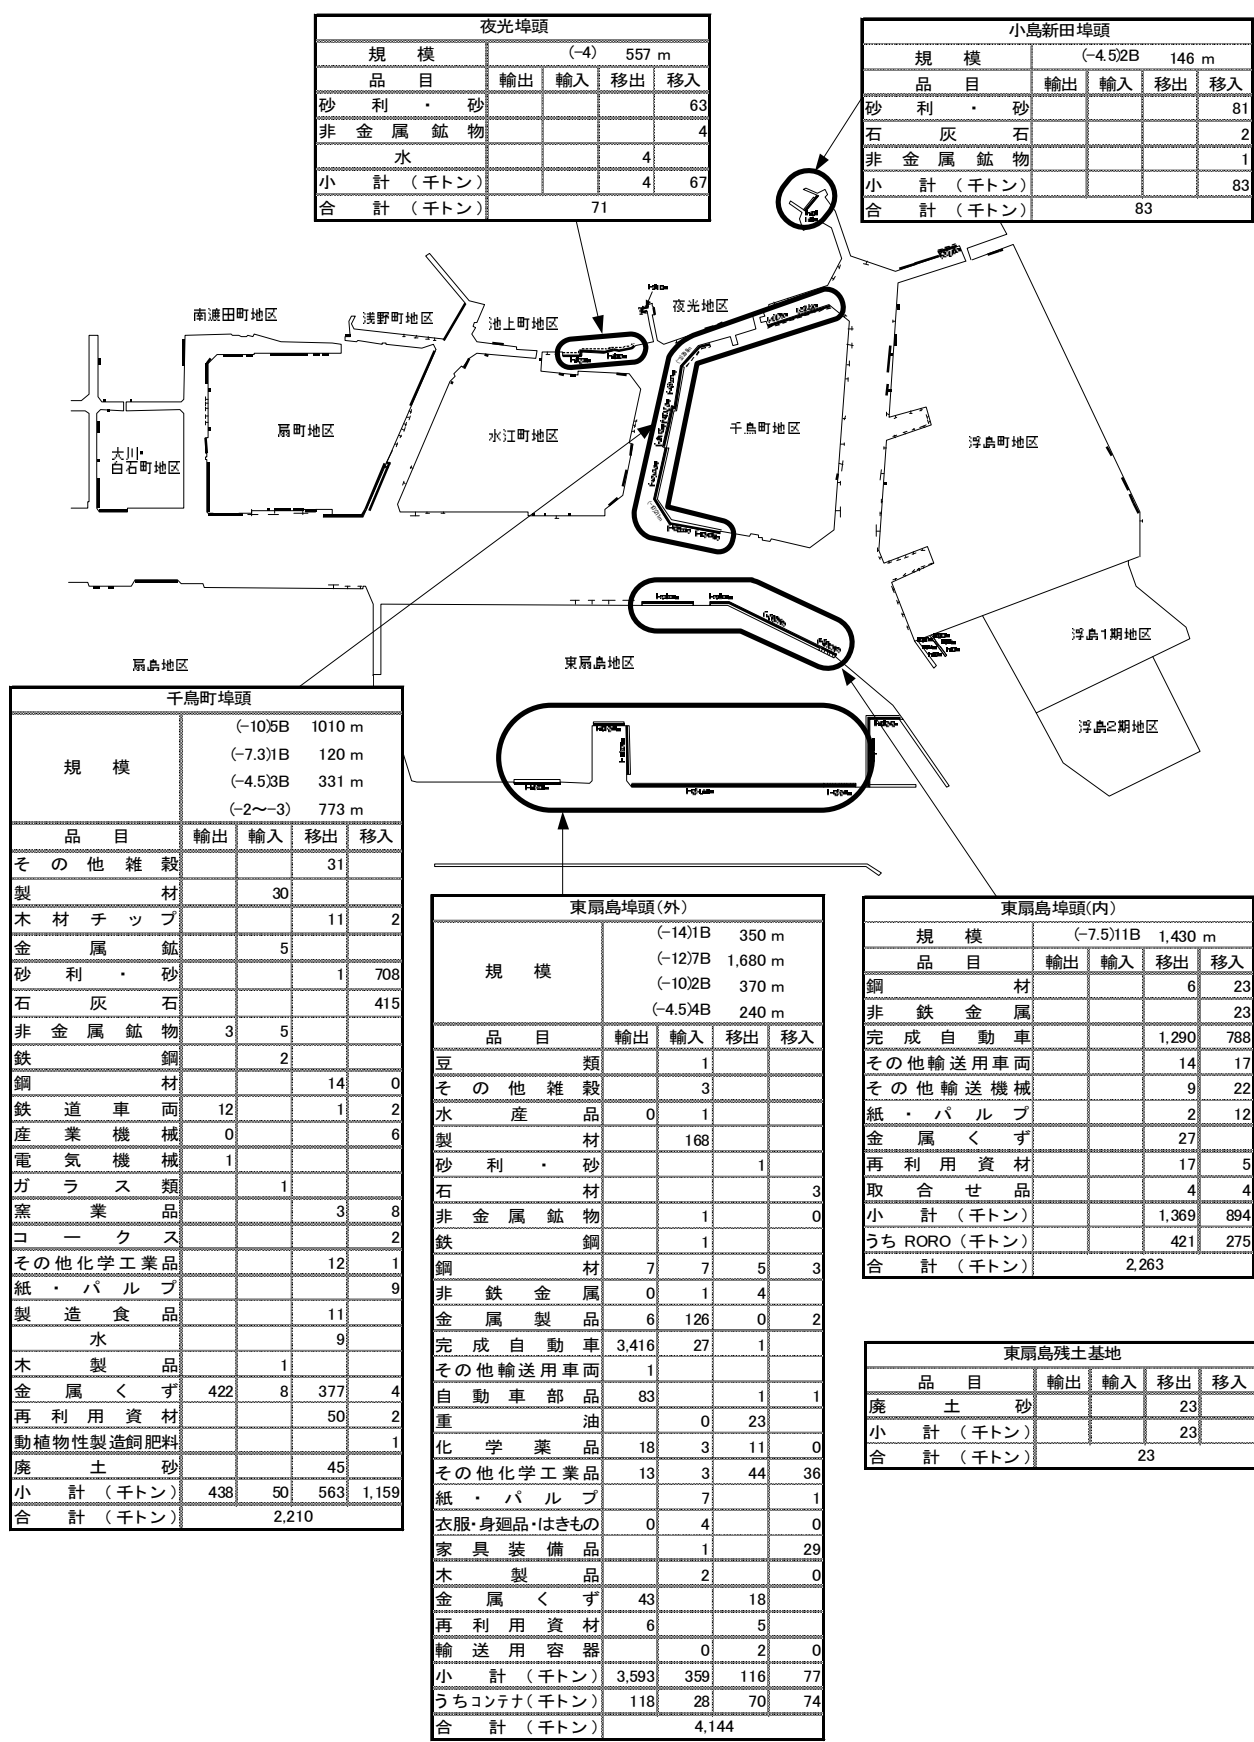 夜光埠頭
規模 (-4) 557 m
品目 輸出 輸入 移出 移入
砂利・砂 63
非金属鉱物 4
水 4
小計(千トン) 4 67
合計(千トン) 71
小島新田埠頭
規模 (-4.5)2B 146 m
品目 輸出 輸入 移出 移入
砂利・砂 81
石灰石 2
非金属鉱物 1
小計(千トン) 83
合計(千トン) 83
南渡田町地区
浅野町地区
池上町地区
夜光地区
大川・
白石町地区
扇町地区
水江町地区
千鳥町地区
浮島町地区
扇島地区
東扇島地区
浮島1期地区
浮島2期地区
千鳥町埠頭
規模
(-10)5B 1010 m
(-7.3)1B 120 m
(-4.5)3B 331 m
(-2~-3) 773 m
品目 輸出 輸入 移出 移入
その他雑穀 31
製材 30
木材チップ 11 2
金属鉱 5
砂利・砂 1 708
石灰石 415
非金属鉱物 3 5
鉄鋼 2
鋼材 14 0
鉄道車両 12 1 2
産業機械 0 6
電気機械 1
ガラス類 1
窯業品 3 8
コークス 2
その他化学工業品 12 1
紙・パルプ 9
製造食品 11
水 9
木製品 1
金属くず 422 8 377 4
再利用資材 50 2
動植物性製造飼肥料 1
廃土砂 45
小計(千トン) 438 50 563 1,159
合計(千トン) 2,210
東扇島埠頭(外)
規模
(-14)1B 350 m
(-12)7B 1,680 m
(-10)2B 370 m
(-4.5)4B 240 m
品目 輸出 輸入 移出 移入
豆類 1
その他雑穀 3
水産品 0 1
製材 168
砂利・砂 1
石材 3
非金属鉱物 1 0
鉄鋼 1
鋼材 7 7 5 3
非鉄金属 0 1 4
金属製品 6 126 0 2
完成自動車 3,416 27 1
その他輸送用車両 1
自動車部品 83 1 1
重油 0 23
化学薬品 18 3 11 0
その他化学工業品 13 3 44 36
紙・パルプ 7 1
衣服・身廻品・はきもの 0 4 0
家具装備品 1 29
木製品 2 0
金属くず 43 18
再利用資材 6 5
輸送用容器 0 2 0
小計(千トン) 3,593 359 116 77
うちコンテナ(千トン) 118 28 70 74
合計(千トン) 4,144
東扇島埠頭(内)
規模 (-7.5)11B 1,430 m
品目 輸出 輸入 移出 移入
鋼材 6 23
非鉄金属 23
完成自動車 1,290 788
その他輸送用車両 14 17
その他輸送機械 9 22
紙・パルプ 2 12
金属くず 27
再利用資材 17 5
取合せ品 4 4
小計(千トン) 1,369 894
うち RORO(千トン) 421 275
合計(千トン) 2,263
東扇島残土基地
品目 輸出 輸入 移出 移入
廃土砂 23
小計(千トン) 23
合計(千トン) 23